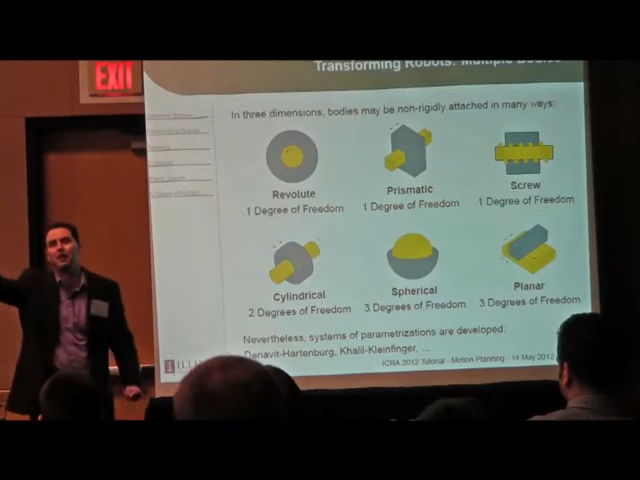 EXIT
Transforming Robots: Multiple
In three dimensions, bodies may be non-rigidly attached in many ways:
Revolute
1 Degree of Freedom
Prismatic
1 Degree of Freedom
Screw
1 Degree of Freedom
Cylindrical
2 Degrees of Freedom
Spherical
3 Degrees of Freedom
Planar
3 Degrees of Freedom
Nevertheless, systems of parametrizations are developed:
Denavit-Hartenburg, Khalil-Kleinfinger, ...
ICRA 2012 Tutorial - Motion Planning - 14 May 2012